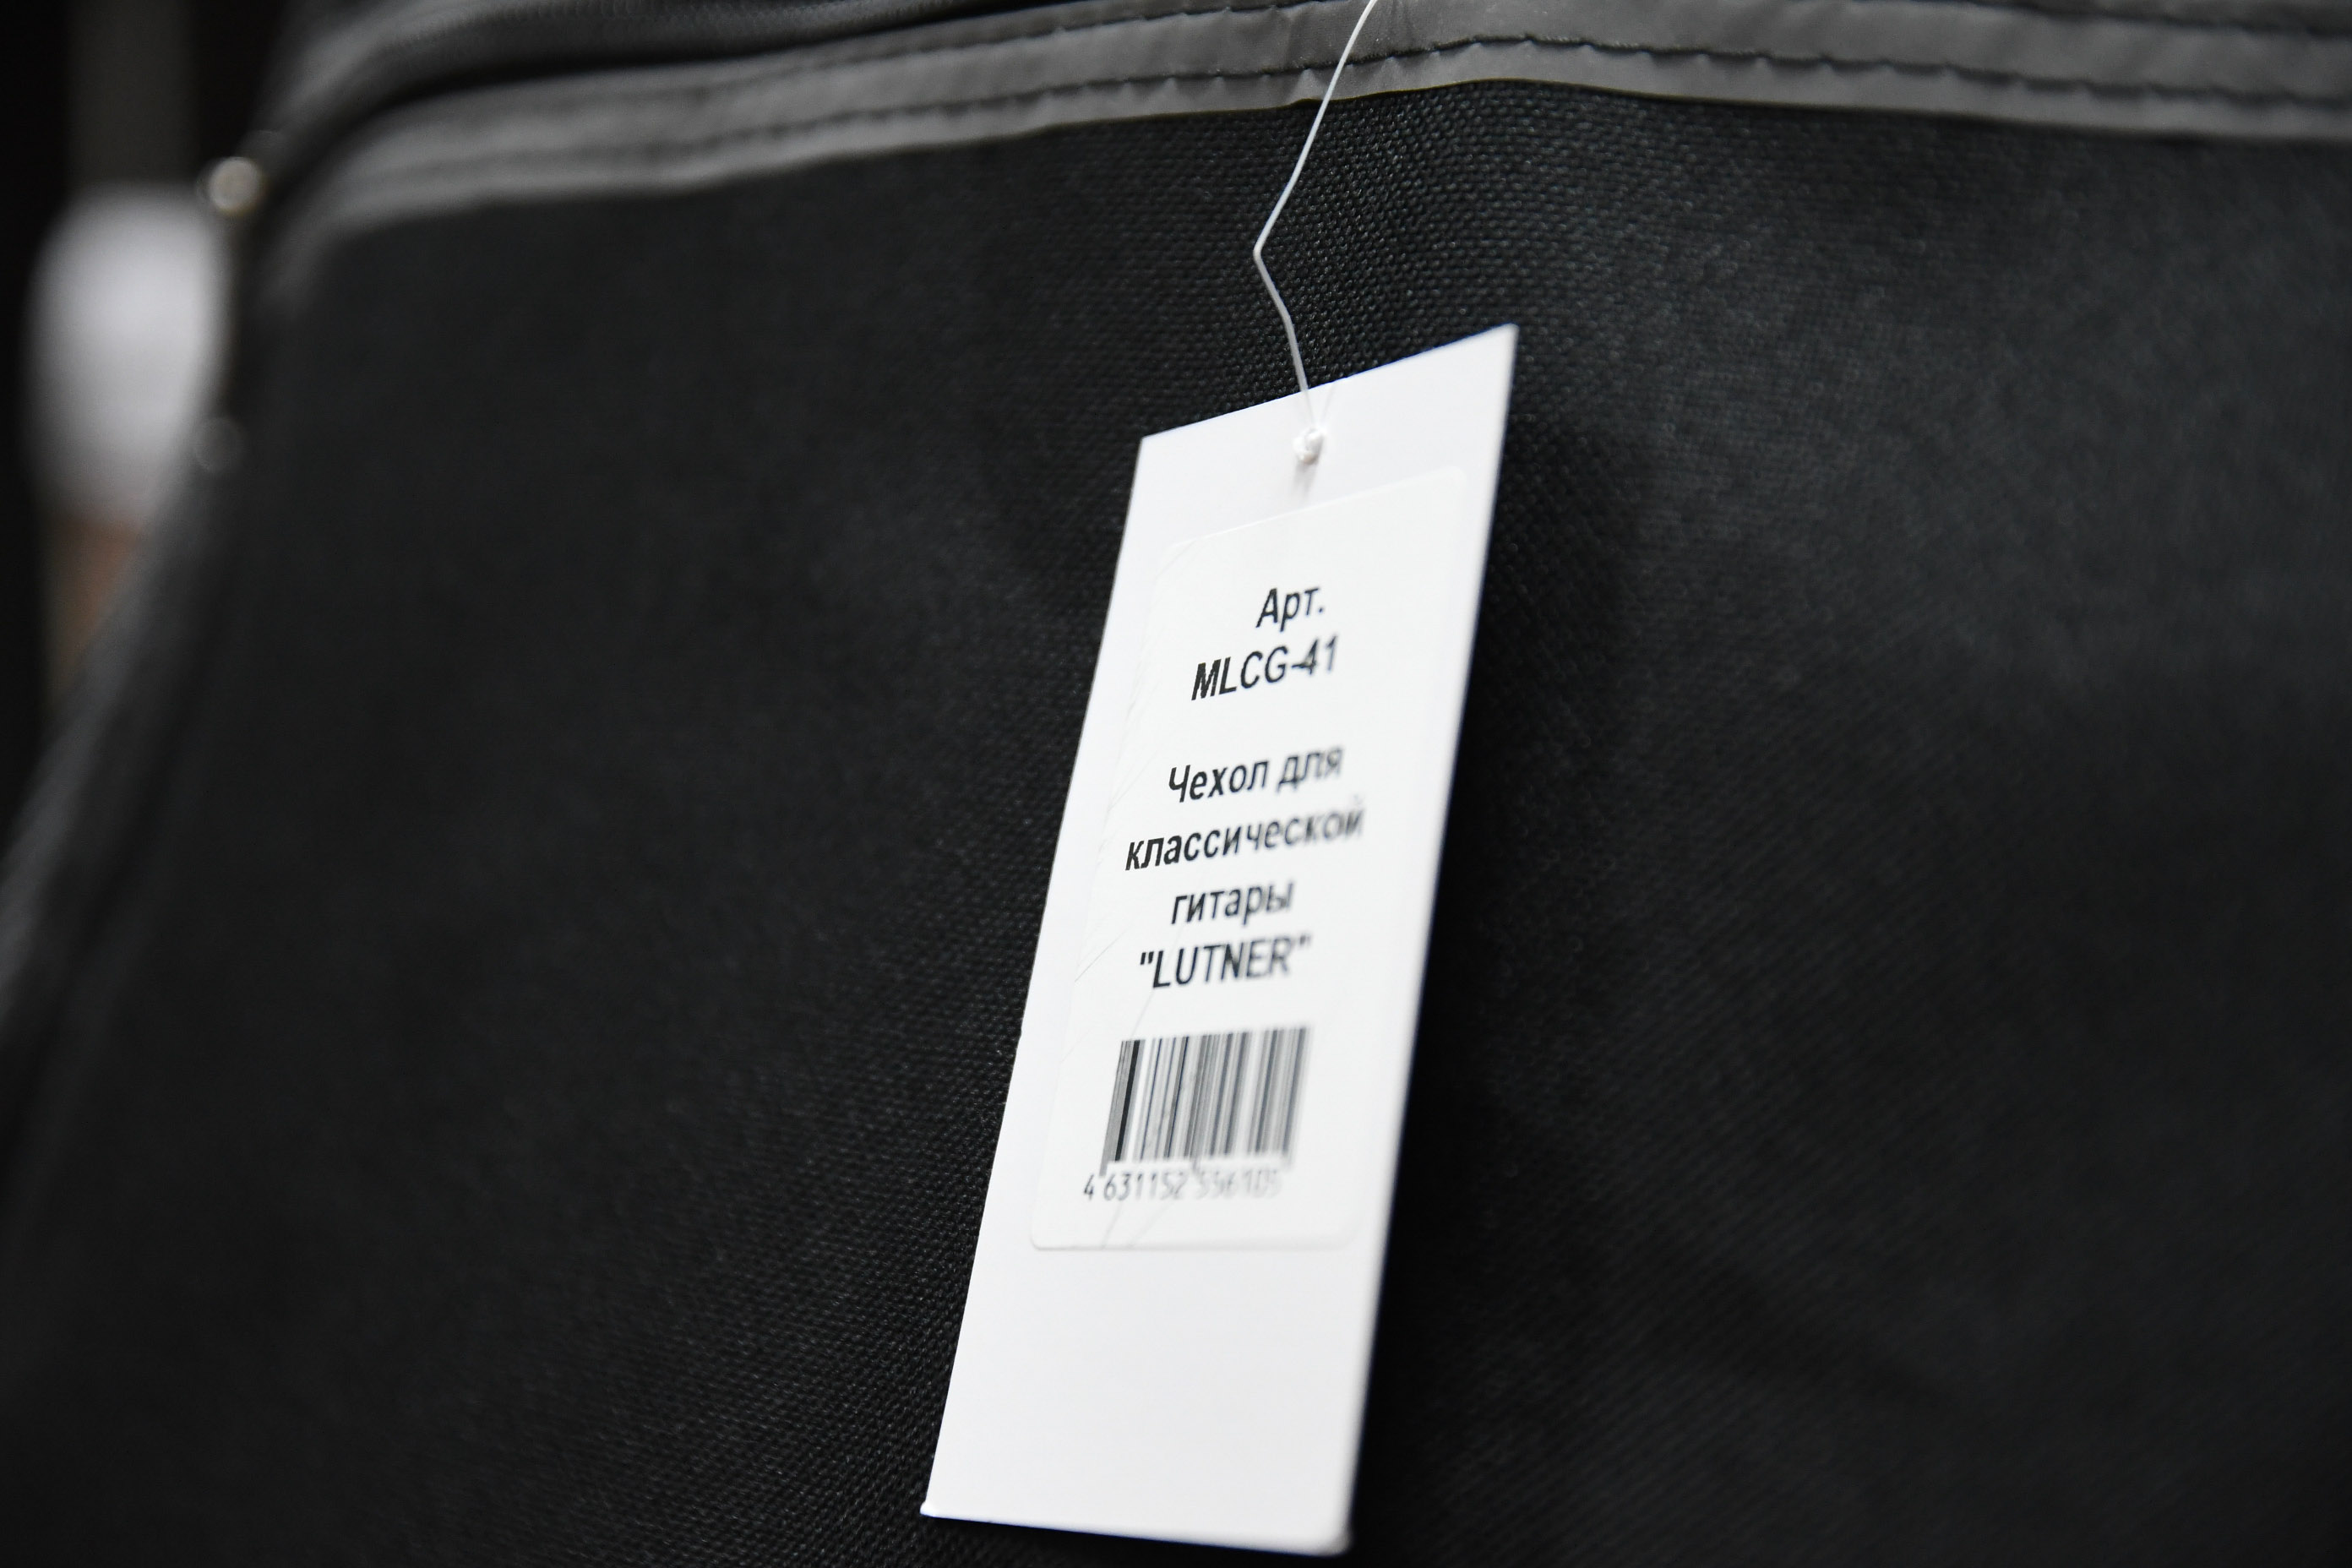 Арт.
MLCG-41
Чехол для
классической
гитары
"LUTNER"
4 631152 556105